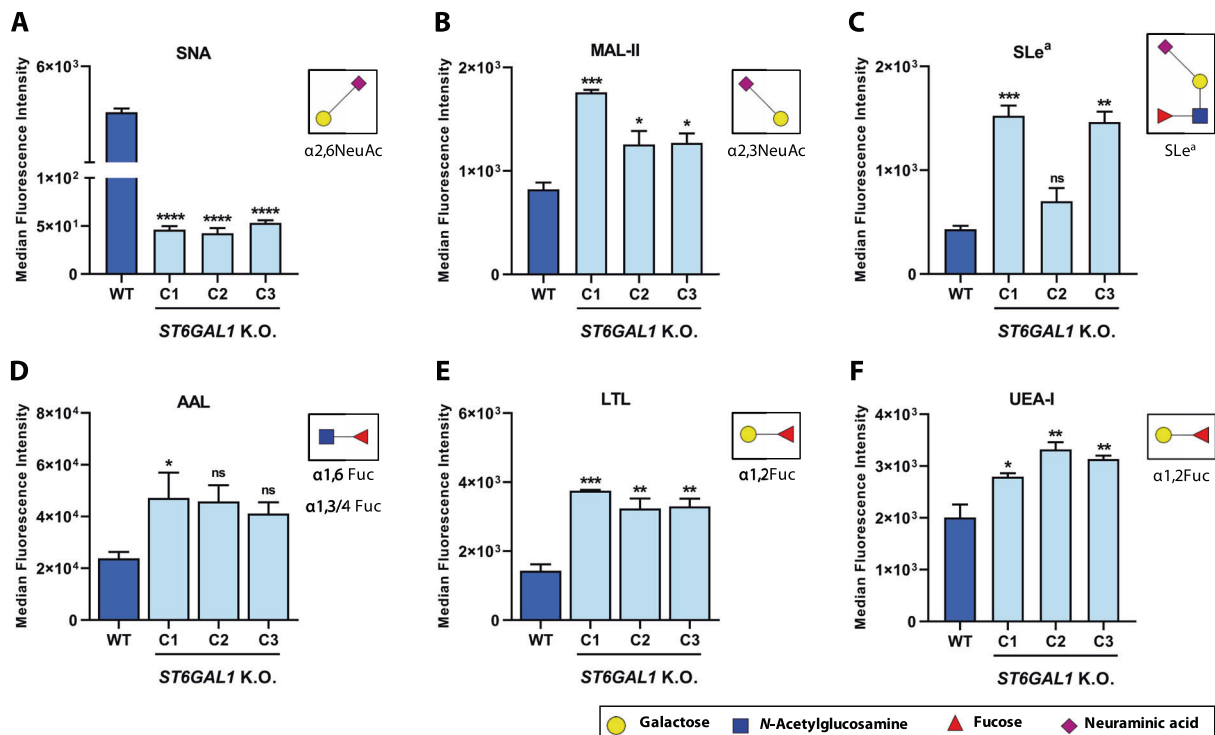 A
SNA
Median Fluorescence Intensity
6×10³
1×10²
5×10¹
0
****
****
****
WT
C1
C2
C3
ST6GAL1 K.O.
α2,6NeuAc
B
MAL-II
Median Fluorescence Intensity
2×10³
1×10³
0
***
*
*
WT
C1
C2
C3
ST6GAL1 K.O.
α2,3NeuAc
C
SLeᵃ
Median Fluorescence Intensity
2×10³
1×10³
0
***
ns
**
WT
C1
C2
C3
ST6GAL1 K.O.
SLeᵃ
D
AAL
Median Fluorescence Intensity
8×10⁴
6×10⁴
4×10⁴
2×10⁴
0
*
ns
ns
WT
C1
C2
C3
ST6GAL1 K.O.
α1,6 Fuc
α1,3/4 Fuc
E
LTL
Median Fluorescence Intensity
6×10³
4×10³
2×10³
0
***
**
**
WT
C1
C2
C3
ST6GAL1 K.O.
α1,2Fuc
F
UEA-I
Median Fluorescence Intensity
4×10³
3×10³
2×10³
1×10³
0
*
**
**
WT
C1
C2
C3
ST6GAL1 K.O.
α1,2Fuc
Galactose
N-Acetylglucosamine
Fucose
Neuraminic acid